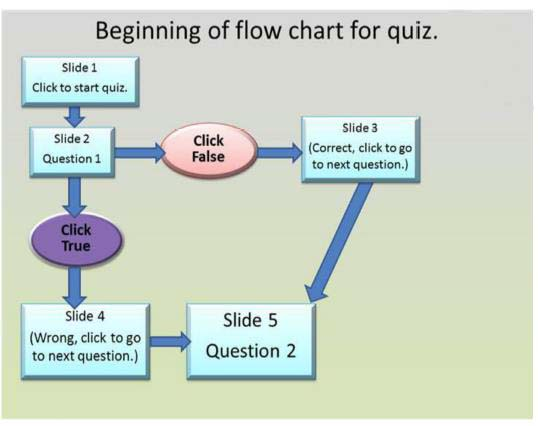 Beginning of flow chart for quiz.
Slide 1
Click to start quiz.
Slide 2
Question 1
Click
False
Slide 3
(Correct, click to go
to next question.)
Click
True
Slide 4
(Wrong, click to go
to next question.)
Slide 5
Question 2